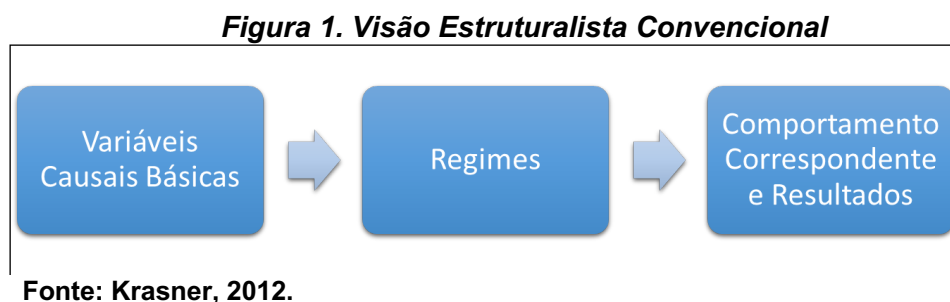 Figura 1. Visão Estruturalista Convencional
Variáveis
Causais Básicas
Regimes
Comportamento
Correspondente
e Resultados
Fonte: Krasner, 2012.